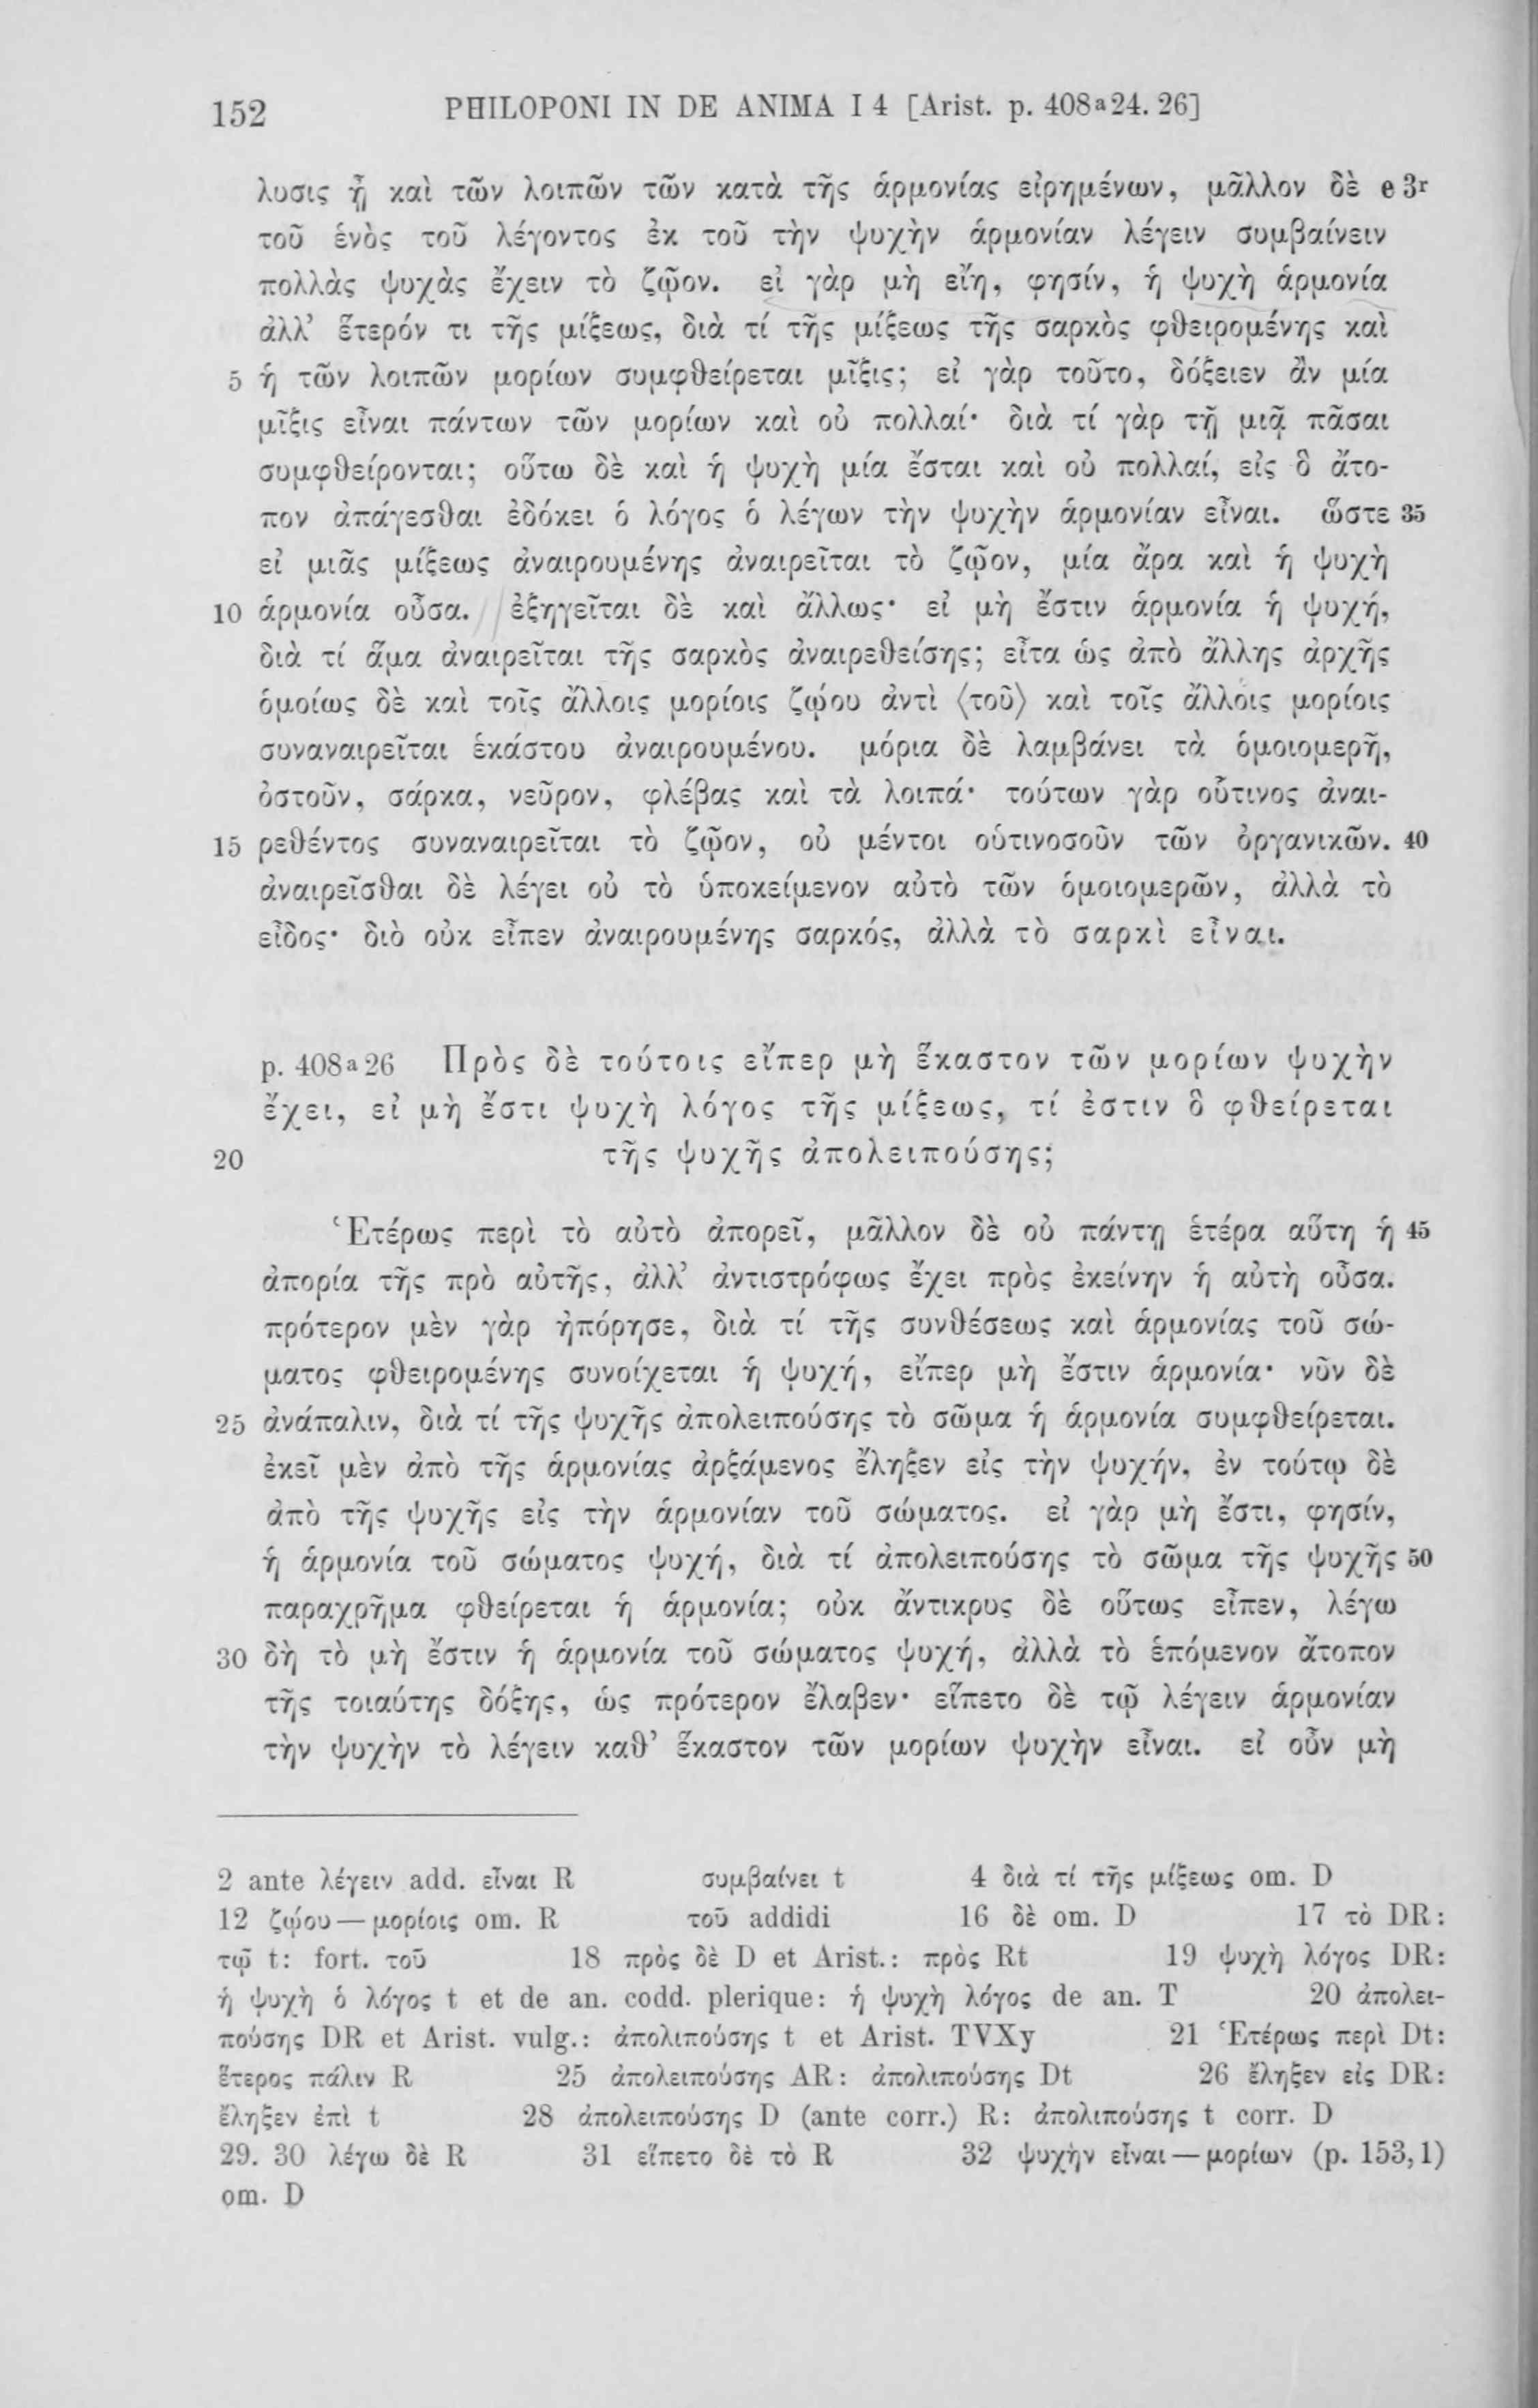 152 PHILOPONI IN DE ANIMA I 4 [Arist. p. 408a24. 26]
λυσις ᾖ καὶ τῶν λοιπῶν τῶν κατὰ τῆς ἁρμονίας εἰρημένων, μᾶλλον δὲ e 3r
τοῦ ἑνὸς τοῦ λέγοντος ἐκ τοῦ τὴν ψυχὴν ἁρμονίαν λέγειν συμβαίνειν
πολλὰς ψυχὰς ἔχειν τὸ ζῷον. εἰ γὰρ μὴ εἴη, φησίν, ἡ ψυχὴ ἁρμονία
ἀλλ’ ἕτερόν τι τῆς μίξεως, διὰ τί τῆς μίξεως τῆς σαρκὸς φθειρομένης καὶ
5 ἡ τῶν λοιπῶν μορίων συμφθείρεται μῖξις; εἰ γὰρ τοῦτο, δόξειεν ἂν μία
μῖξις εἶναι πάντων τῶν μορίων καὶ οὐ πολλαί· διὰ τί γὰρ τῇ μιᾷ πᾶσαι
συμφθείρονται; οὕτω δὲ καὶ ἡ ψυχὴ μία ἔσται καὶ οὐ πολλαί, εἰς ὃ ἄτο-
πον ἀπάγεσθαι ἐδόκει ὁ λόγος ὁ λέγων τὴν ψυχὴν ἁρμονίαν εἶναι. ὥστε 35
εἰ μιᾶς μίξεως ἀναιρουμένης ἀναιρεῖται τὸ ζῷον, μία ἄρα καὶ ἡ ψυχὴ
10 ἁρμονία οὖσα. ἐξηγεῖται δὲ καὶ ἄλλως· εἰ μὴ ἔστιν ἁρμονία ἡ ψυχή,
διὰ τί ἅμα ἀναιρεῖται τῆς σαρκὸς ἀναιρεθείσης; εἶτα ὡς ἀπὸ ἄλλης ἀρχῆς
ὁμοίως δὲ καὶ τοῖς ἄλλοις μορίοις ζῴου ἀντὶ ⟨τοῦ⟩ καὶ τοῖς ἄλλοις μορίοις
συναναιρεῖται ἑκάστου ἀναιρουμένου. μόρια δὲ λαμβάνει τὰ ὁμοιομερῆ,
ὀστοῦν, σάρκα, νεῦρον, φλέβας καὶ τὰ λοιπά· τούτων γὰρ οὗτινος ἀναι-
15 ρεθέντος συναναιρεῖται τὸ ζῷον, οὐ μέντοι οὑτινοσοῦν τῶν ὀργανικῶν. 40
ἀναιρεῖσθαι δὲ λέγει οὐ τὸ ὑποκείμενον αὐτὸ τῶν ὁμοιομερῶν, ἀλλὰ τὸ
εἶδος· διὸ οὐκ εἶπεν ἀναιρουμένης σαρκός, ἀλλὰ τὸ σαρκὶ εἶναι.
p. 408a26 Πρὸς δὲ τούτοις εἴπερ μὴ ἕκαστον τῶν μορίων ψυχὴν
ἔχει, εἰ μὴ ἔστι ψυχὴ λόγος τῆς μίξεως, τί ἐστιν ὃ φθείρεται
20 τῆς ψυχῆς ἀπολειπούσης;
Ἑτέρως περὶ τὸ αὐτὸ ἀπορεῖ, μᾶλλον δὲ οὐ πάντῃ ἑτέρα αὕτη ἡ 45
ἀπορία τῆς πρὸ αὐτῆς, ἀλλ’ ἀντιστρόφως ἔχει πρὸς ἐκείνην ἡ αὐτὴ οὖσα.
πρότερον μὲν γὰρ ἠπόρησε, διὰ τί τῆς συνθέσεως καὶ ἁρμονίας τοῦ σώ-
ματος φθειρομένης συνοίχεται ἡ ψυχή, εἴπερ μὴ ἔστιν ἁρμονία· νῦν δὲ
25 ἀνάπαλιν, διὰ τί τῆς ψυχῆς ἀπολειπούσης τὸ σῶμα ἡ ἁρμονία συμφθείρεται.
ἐκεῖ μὲν ἀπὸ τῆς ἁρμονίας ἀρξάμενος ἔληξεν εἰς τὴν ψυχήν, ἐν τούτῳ δὲ
ἀπὸ τῆς ψυχῆς εἰς τὴν ἁρμονίαν τοῦ σώματος. εἰ γὰρ μὴ ἔστι, φησίν,
ἡ ἁρμονία τοῦ σώματος ψυχή, διὰ τί ἀπολειπούσης τὸ σῶμα τῆς ψυχῆς 50
παραχρῆμα φθείρεται ἡ ἁρμονία; οὐκ ἄντικρυς δὲ οὕτως εἶπεν, λέγω
30 δὴ τὸ μὴ ἔστιν ἡ ἁρμονία τοῦ σώματος ψυχή, ἀλλὰ τὸ ἑπόμενον ἄτοπον
τῆς τοιαύτης δόξης, ὡς πρότερον ἔλαβεν· εἵπετο δὲ τῷ λέγειν ἁρμονίαν
τὴν ψυχὴν τὸ λέγειν καθ’ ἕκαστον τῶν μορίων ψυχὴν εἶναι. εἰ οὖν μὴ
2 ante λέγειν add. εἶναι R συμβαίνει t 4 διὰ τί τῆς μίξεως om. D
12 ζῴου — μορίοις om. R τοῦ addidi 16 δὲ om. D 17 τὸ DR:
τῷ t: fort. τοῦ 18 πρὸς δὲ D et Arist.: πρὸς Rt 19 ψυχὴ λόγος DR:
ἡ ψυχὴ ὁ λόγος t et de an. codd. plerique: ἡ ψυχὴ λόγος de an. T 20 ἀπολει-
πούσης DR et Arist. vulg.: ἀπολιπούσης t et Arist. TVXy 21 Ἑτέρως περὶ Dt:
ἕτερος πάλιν R 25 ἀπολειπούσης AR: ἀπολιπούσης Dt 26 ἔληξεν εἰς DR:
ἔληξεν ἐπὶ t 28 ἀπολειπούσης D (ante corr.) R: ἀπολιπούσης t corr. D
29. 30 λέγω δὲ R 31 εἵπετο δὲ τὸ R 32 ψυχὴν εἶναι — μορίων (p. 153,1)
om. D